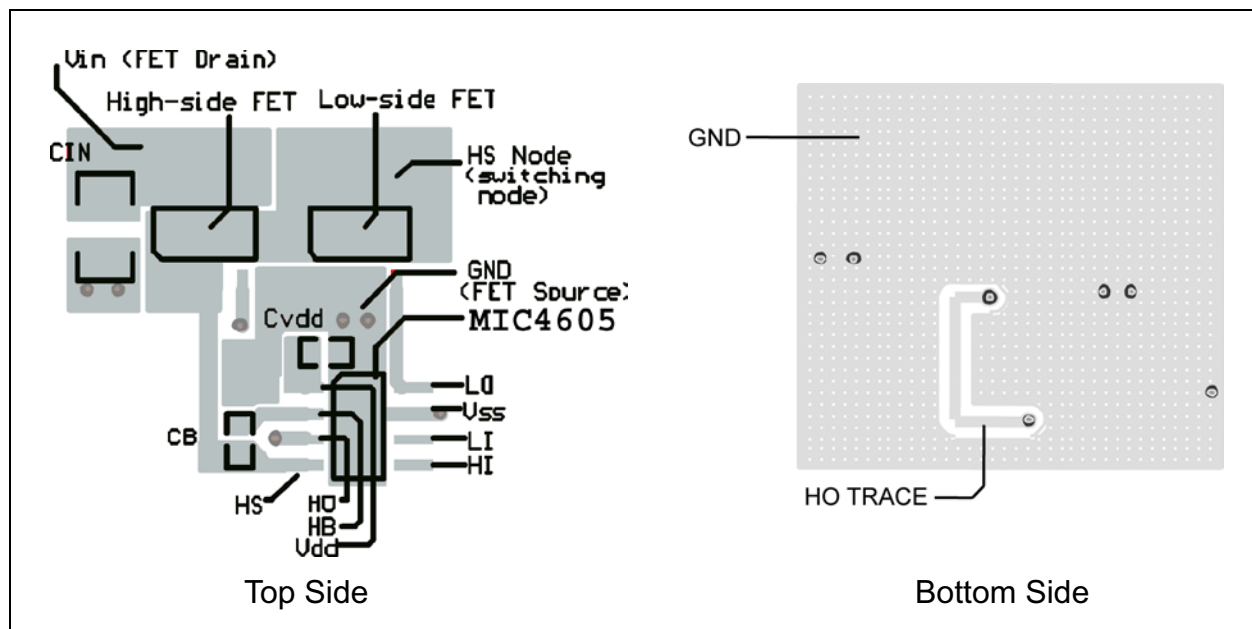 Vin (FET Drain)
High-side FET
Low-side FET
CIN
HS Node
(switching
node)
GND
(FET Source)
Cvdd
MIC4605
LO
Vss
CB
LI
HI
HS
HO
HB
Vdd
Top Side
GND
HO TRACE
Bottom Side